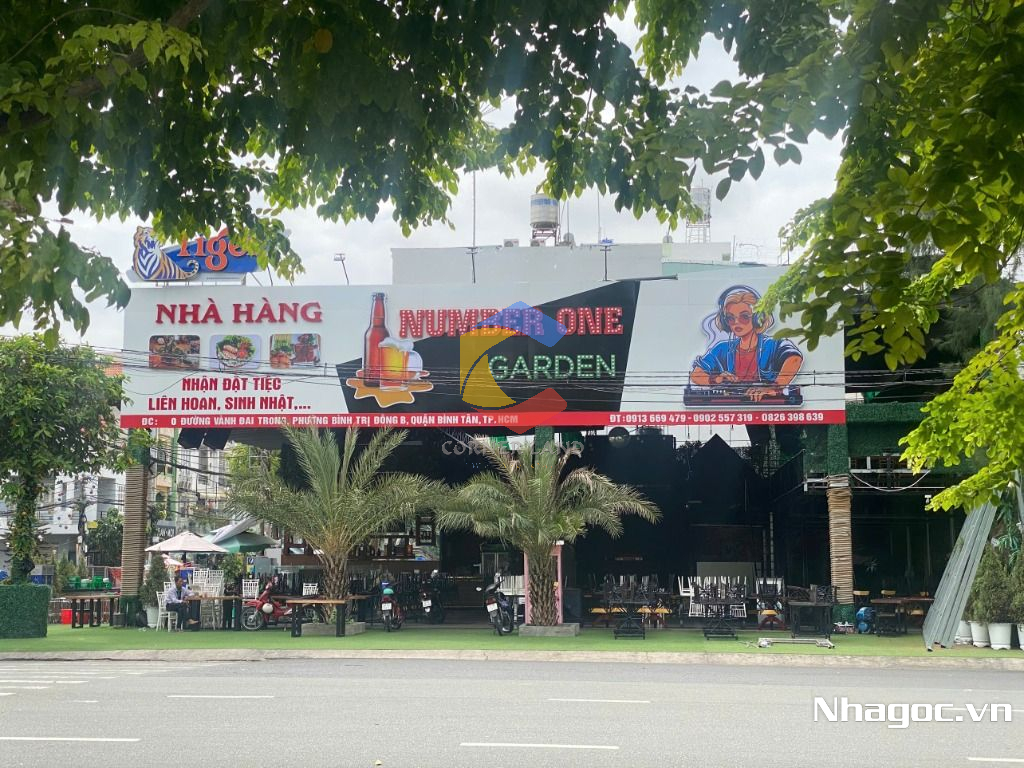 Tiger
NHÀ HÀNG
NUMBER ONE
GARDEN
NHẬN ĐẶT TIỆC
LIÊN HOAN, SINH NHẬT,...
ĐC: 0 ĐƯỜNG VÀNH ĐAI TRONG, PHƯỜNG BÌNH TRỊ ĐÔNG B, QUẬN BÌNH TÂN, TP.HCM
ĐT:0913 669 479 - 0902 557 319 - 0826 398 639
Nhagoc.vn